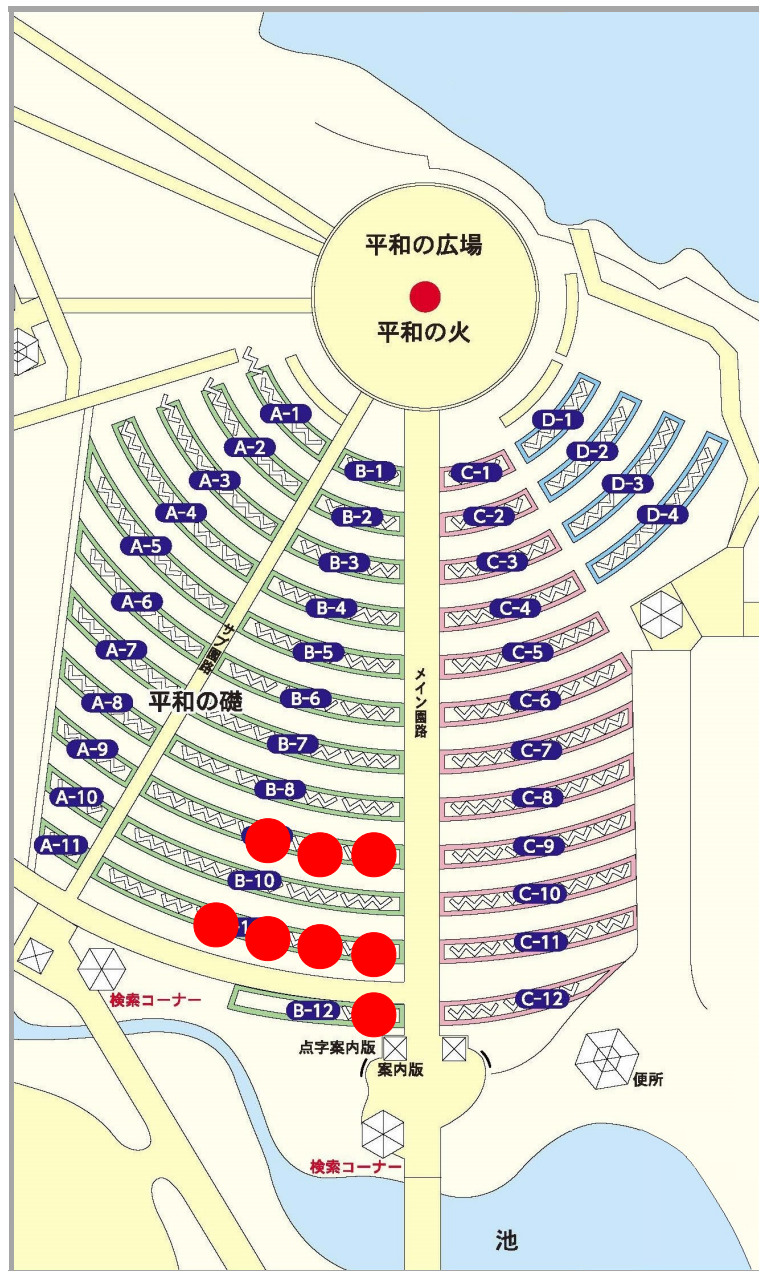 平和の広場
平和の火
A-1
A-2
A-3
A-4
A-5
A-6
A-7
A-8
A-9
A-10
A-11
サブ園路
平和の礎
B-1
B-2
B-3
B-4
B-5
B-6
B-7
B-8
B-10
B-12
メイン園路
C-1
C-2
C-3
C-4
C-5
C-6
C-7
C-8
C-9
C-10
C-11
C-12
D-1
D-2
D-3
D-4
検索コーナー
点字案内版
案内版
便所
検索コーナー
池